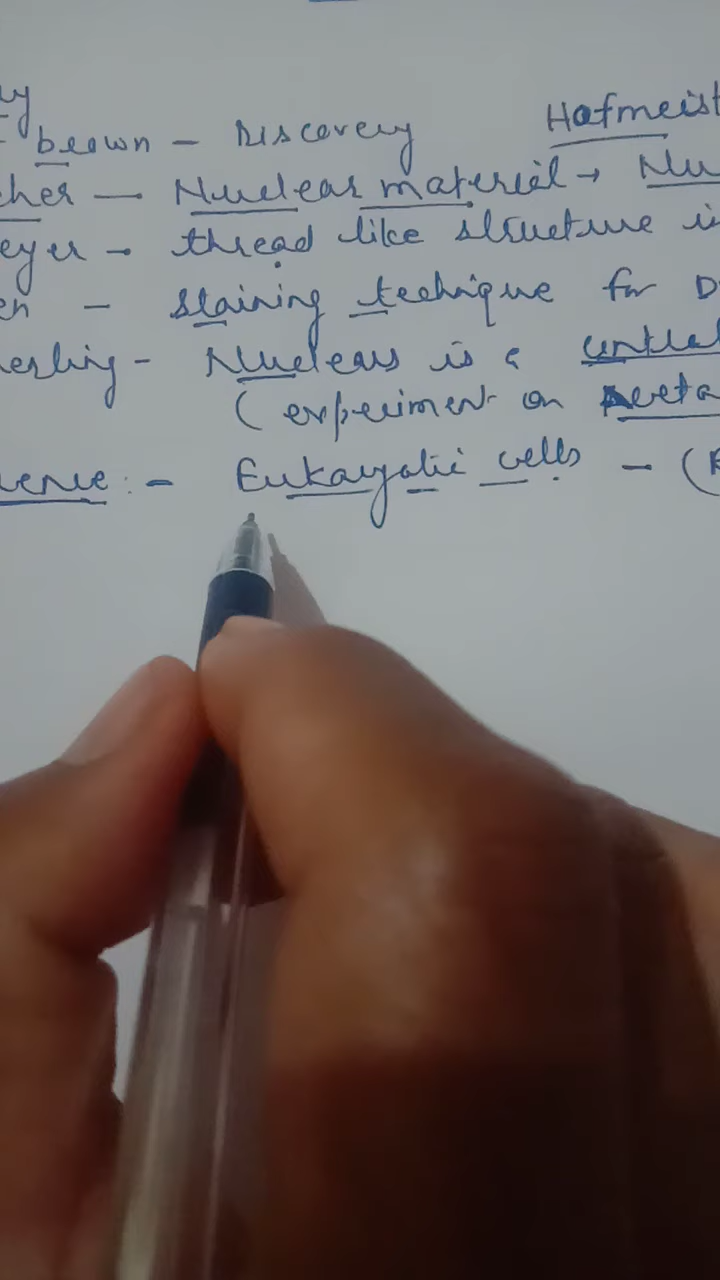 brown – Discovery Hofmeist
cher — Nuclear material → Nu
eyer – thread like structure is
en – staining technique for D
erling – Nucleus is a
(experiment on
:- Eukaryotic cells – (